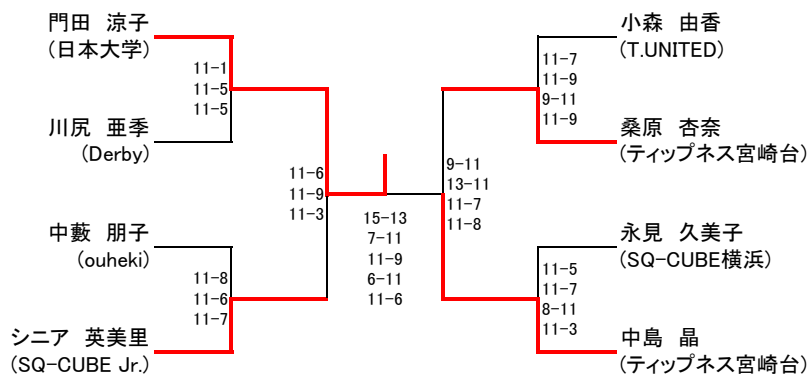 門田 涼子
(日本大学)
11-1
11-5
11-5
川尻 亜季
(Derby)
11-6
11-9
11-3
中藪 朋子
(ouheki)
11-8
11-6
11-7
シニア 英美里
(SQ-CUBE Jr.)
15-13
7-11
11-9
6-11
11-6
小森 由香
(T.UNITED)
11-7
11-9
9-11
11-9
桑原 杏奈
(ティップネス宮崎台)
9-11
13-11
11-7
11-8
永見 久美子
(SQ-CUBE横浜)
11-5
11-7
8-11
11-3
中島 晶
(ティップネス宮崎台)